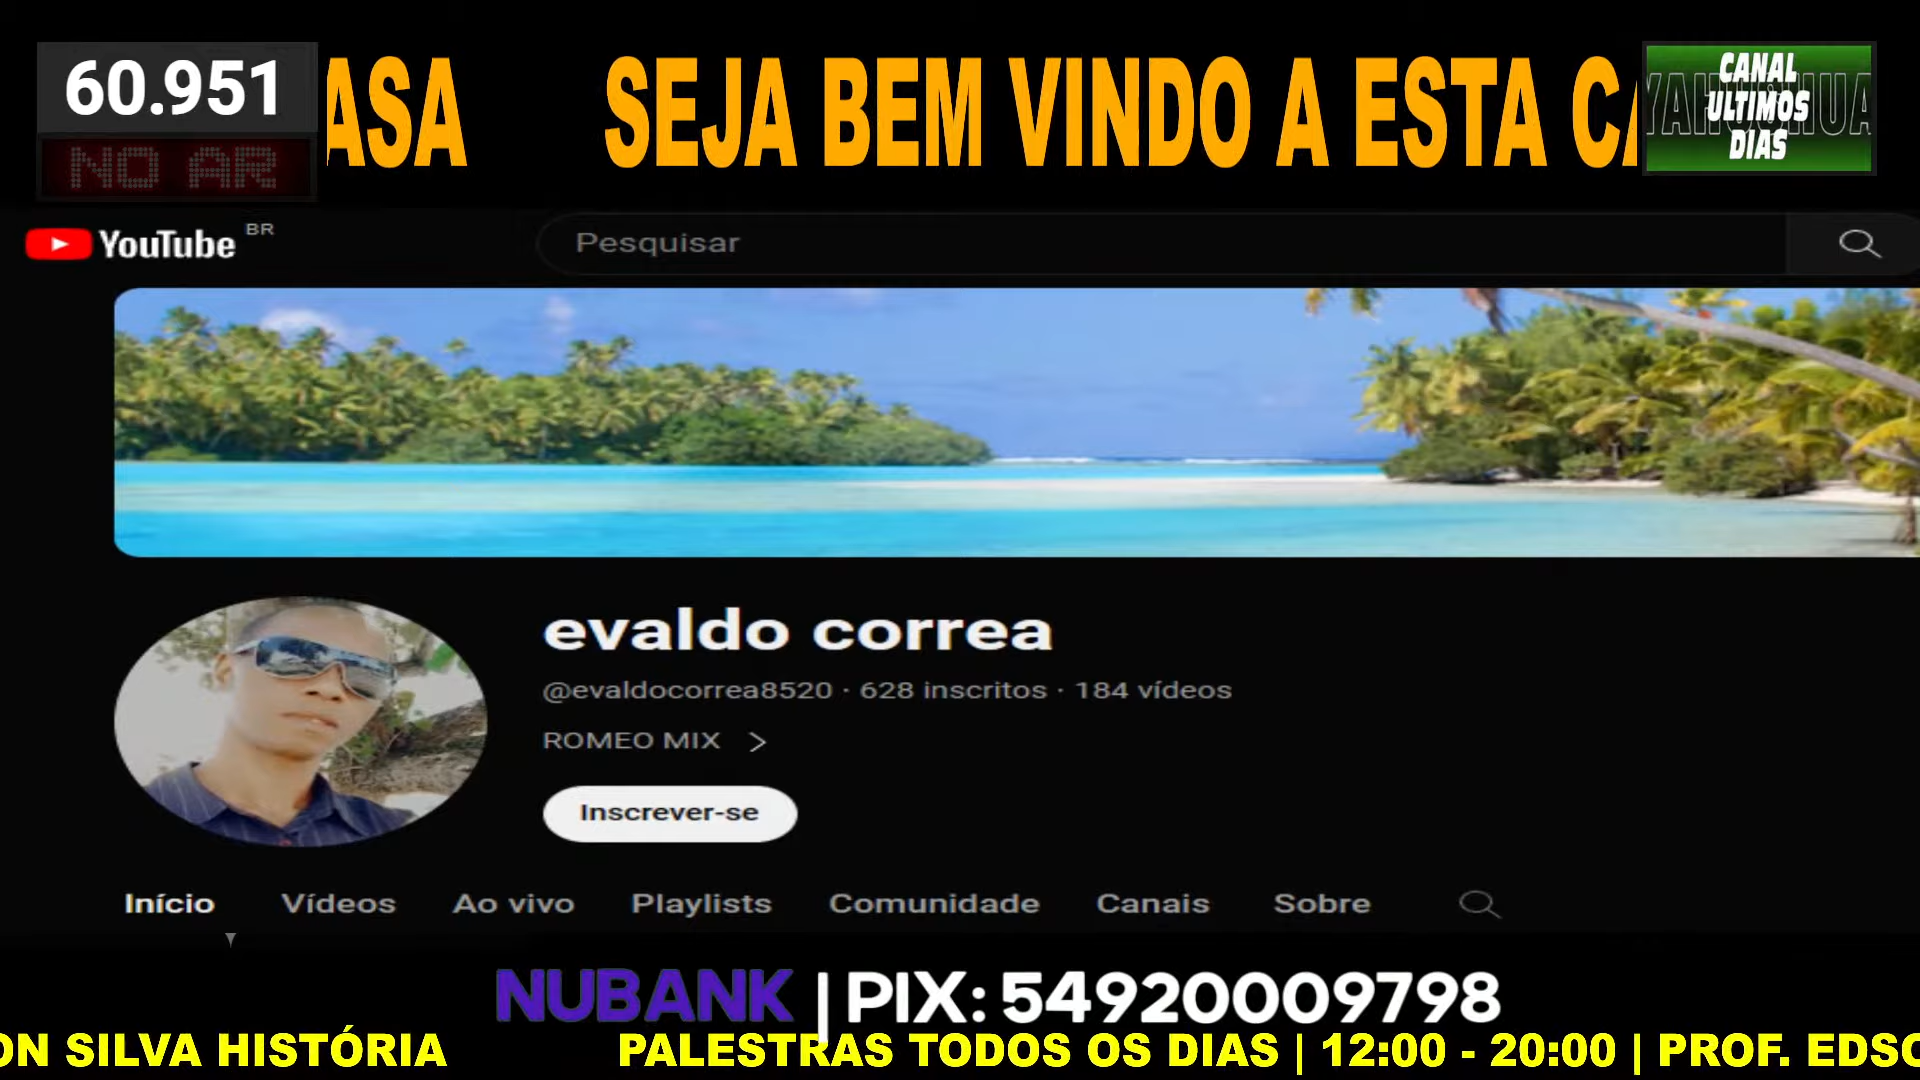 60.951
NO AR
ASA SEJA BEM VINDO A ESTA CA
CANAL
ULTIMOS
DIAS
YouTube BR
Pesquisar
evaldo correa
@evaldocorrea8520 · 628 inscritos · 184 vídeos
ROMEO MIX >
Inscrever-se
Início Vídeos Ao vivo Playlists Comunidade Canais Sobre
NUBANK | PIX: 54920009798
ON SILVA HISTÓRIA PALESTRAS TODOS OS DIAS | 12:00 - 20:00 | PROF. EDSO